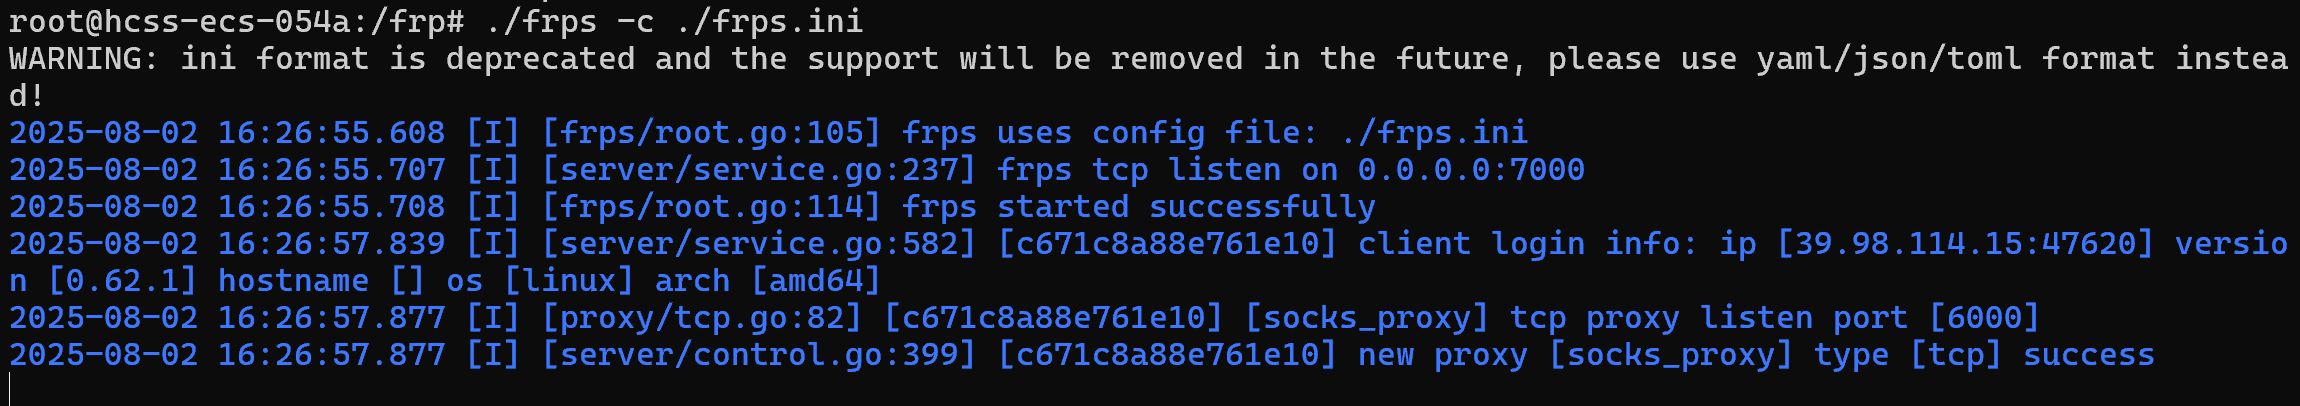 root@hcss-ecs-054a:/frp# ./frps -c ./frps.ini
WARNING: ini format is deprecated and the support will be removed in the future, please use yaml/json/toml format instea
d!
2025-08-02 16:26:55.608 [I] [frps/root.go:105] frps uses config file: ./frps.ini
2025-08-02 16:26:55.707 [I] [server/service.go:237] frps tcp listen on 0.0.0.0:7000
2025-08-02 16:26:55.708 [I] [frps/root.go:114] frps started successfully
2025-08-02 16:26:57.839 [I] [server/service.go:582] [c671c8a88e761e10] client login info: ip [39.98.114.15:47620] versio
n [0.62.1] hostname [] os [linux] arch [amd64]
2025-08-02 16:26:57.877 [I] [proxy/tcp.go:82] [c671c8a88e761e10] [socks_proxy] tcp proxy listen port [6000]
2025-08-02 16:26:57.877 [I] [server/control.go:399] [c671c8a88e761e10] new proxy [socks_proxy] type [tcp] success